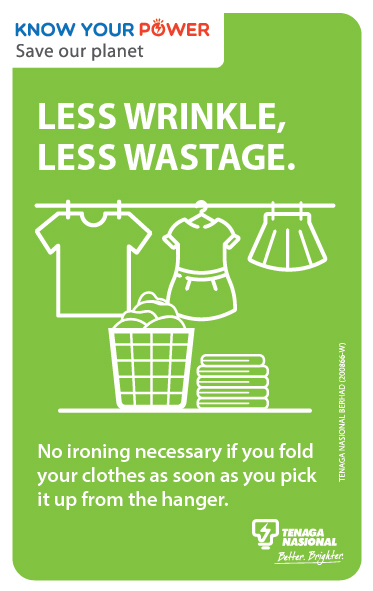 KNOW YOUR POWER
Save our planet
LESS WRINKLE,
LESS WASTAGE.
TENAGA NASIONAL BERHAD (200866-W)
No ironing necessary if you fold
your clothes as soon as you pick
it up from the hanger.
TENAGA
NASIONAL
Better. Brighter.